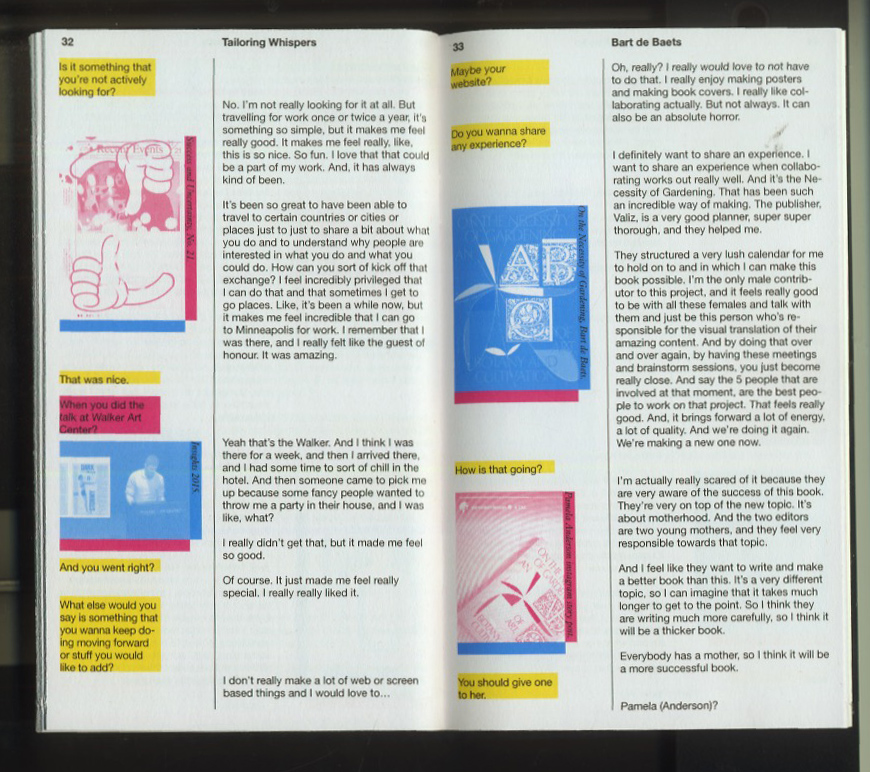 32
Tailoring Whispers
Is it something that
you're not actively
looking for?
No. I'm not really looking for it at all. But
travelling for work once or twice a year, it's
something so simple, but it makes me feel
really good. It makes me feel really, like,
this is so nice. So fun. I love that that could
be a part of my work. And, it has always
kind of been.
Recent Events
Success and Uncertainty, No. 21
It's been so great to have been able to
travel to certain countries or cities or
places just to just to share a bit about what
you do and to understand why people are
interested in what you do and what you
could do. How can you sort of kick off that
exchange? I feel incredibly privileged that
I can do that and that sometimes I get to
go places. Like, it's been a while now, but
it makes me feel incredible that I can go
to Minneapolis for work. I remember that I
was there, and I really felt like the guest of
honour. It was amazing.
That was nice.
When you did the
talk at Walker Art
Center?
Yeah that's the Walker. And I think I was
there for a week, and then I arrived there,
and I had some time to sort of chill in the
hotel. And then someone came to pick me
up because some fancy people wanted to
throw me a party in their house, and I was
like, what?
Insights 2015.
I really didn't get that, but it made me feel
so good.
And you went right?
Of course. It just made me feel really
special. I really really liked it.
What else would you
say is something that
you wanna keep do-
ing moving forward
or stuff you would
like to add?
I don't really make a lot of web or screen
based things and I would love to…
33
Bart de Baets
Maybe your
website?
Oh, really? I really would love to not have
to do that. I really enjoy making posters
and making book covers. I really like col-
laborating actually. But not always. It can
also be an absolute horror.
Do you wanna share
any experience?
I definitely want to share an experience. I
want to share an experience when collabo-
rating works out really well. And it's the Ne-
cessity of Gardening. That has been such
an incredible way of making. The publisher,
Valiz, is a very good planner, super super
thorough, and they helped me.
On the Necessity of Gardening, Bart de Baets.
They structured a very lush calendar for me
to hold on to and in which I can make this
book possible. I'm the only male contrib-
utor to this project, and it feels really good
to be with all these females and talk with
them and just be this person who's re-
sponsible for the visual translation of their
amazing content. And by doing that over
and over again, by having these meetings
and brainstorm sessions, you just become
really close. And say the 5 people that are
involved at that moment, are the best peo-
ple to work on that project. That feels really
good. And, it brings forward a lot of energy,
a lot of quality. And we're doing it again.
We're making a new one now.
How is that going?
I'm actually really scared of it because they
are very aware of the success of this book.
They're very on top of the new topic. It's
about motherhood. And the two editors
are two young mothers, and they feel very
responsible towards that topic.
Pamela Anderson instagram story post.
And I feel like they want to write and make
a better book than this. It's a very different
topic, so I can imagine that it takes much
longer to get to the point. So I think they
are writing much more carefully, so I think it
will be a thicker book.
Everybody has a mother, so I think it will be
a more successful book.
You should give one
to her.
Pamela (Anderson)?